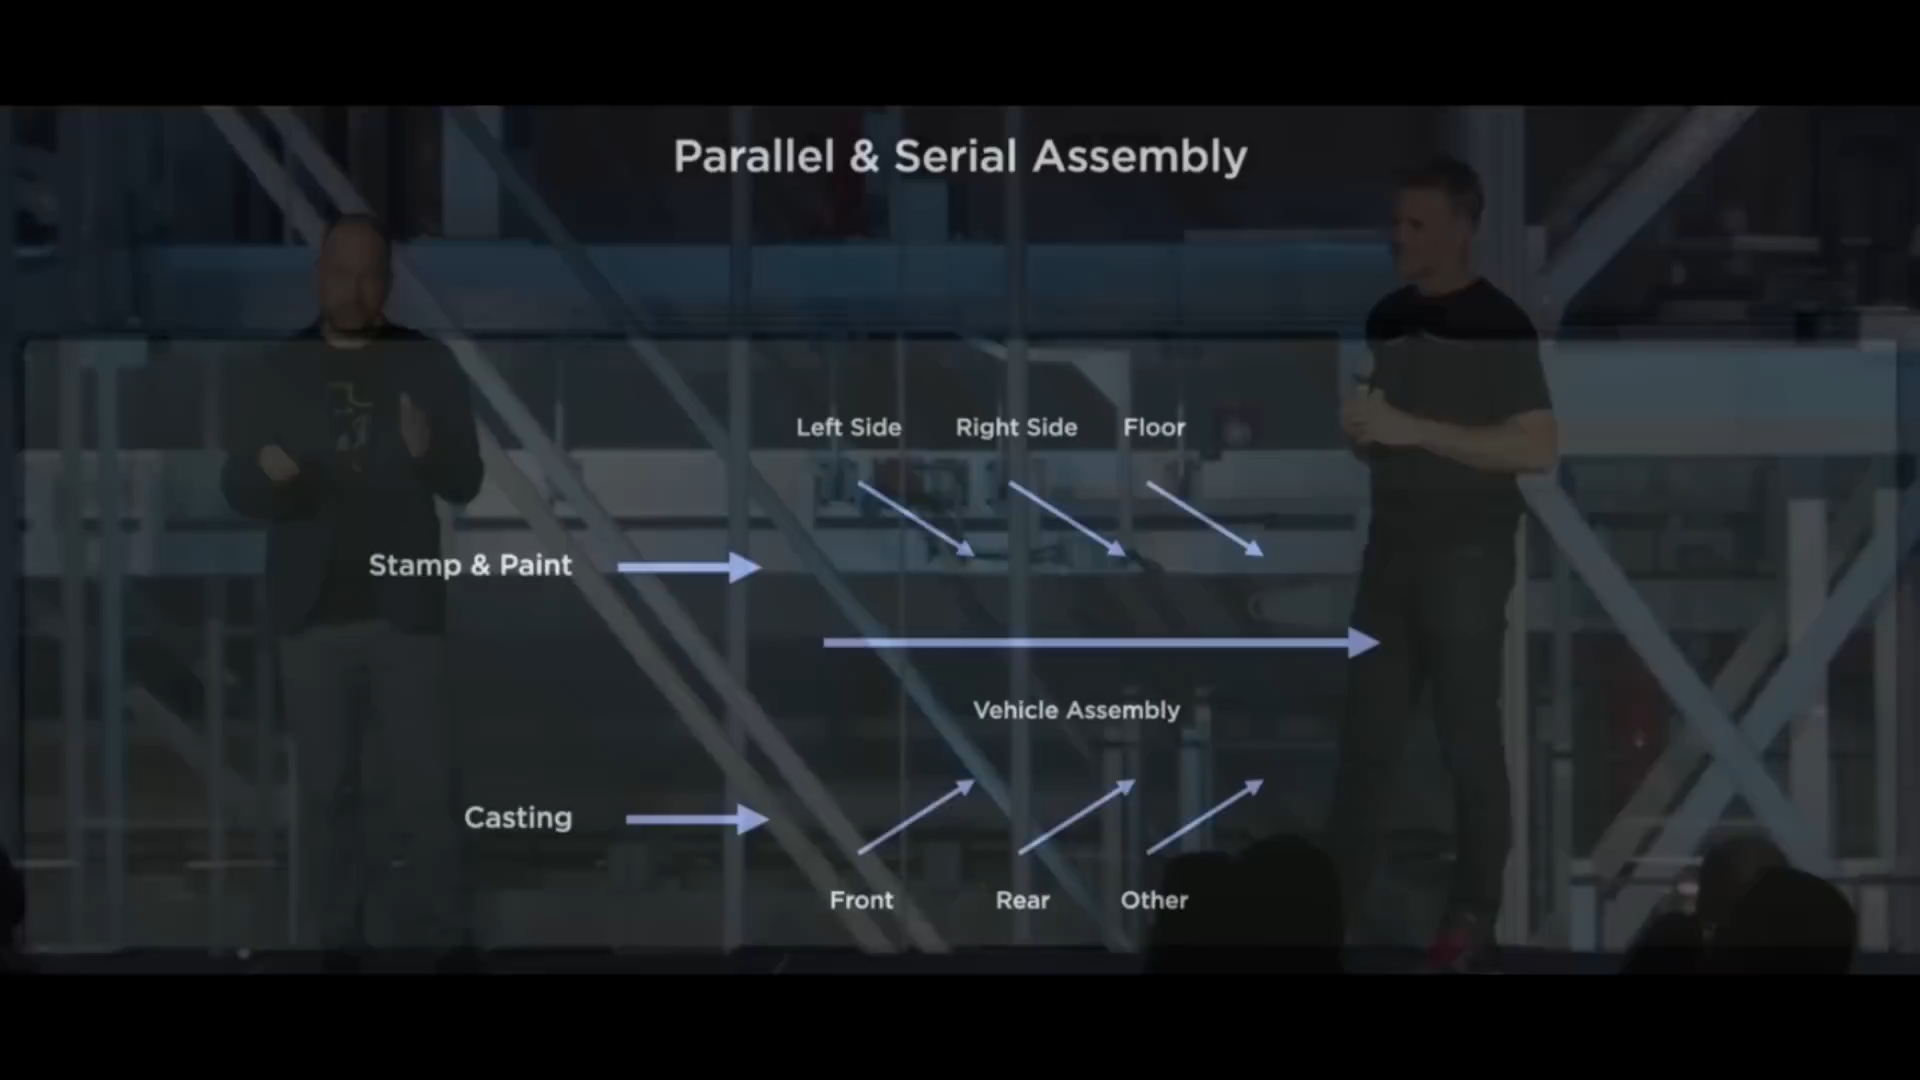 Parallel & Serial Assembly
Left Side Right Side Floor
Stamp & Paint
Vehicle Assembly
Casting
Front Rear Other